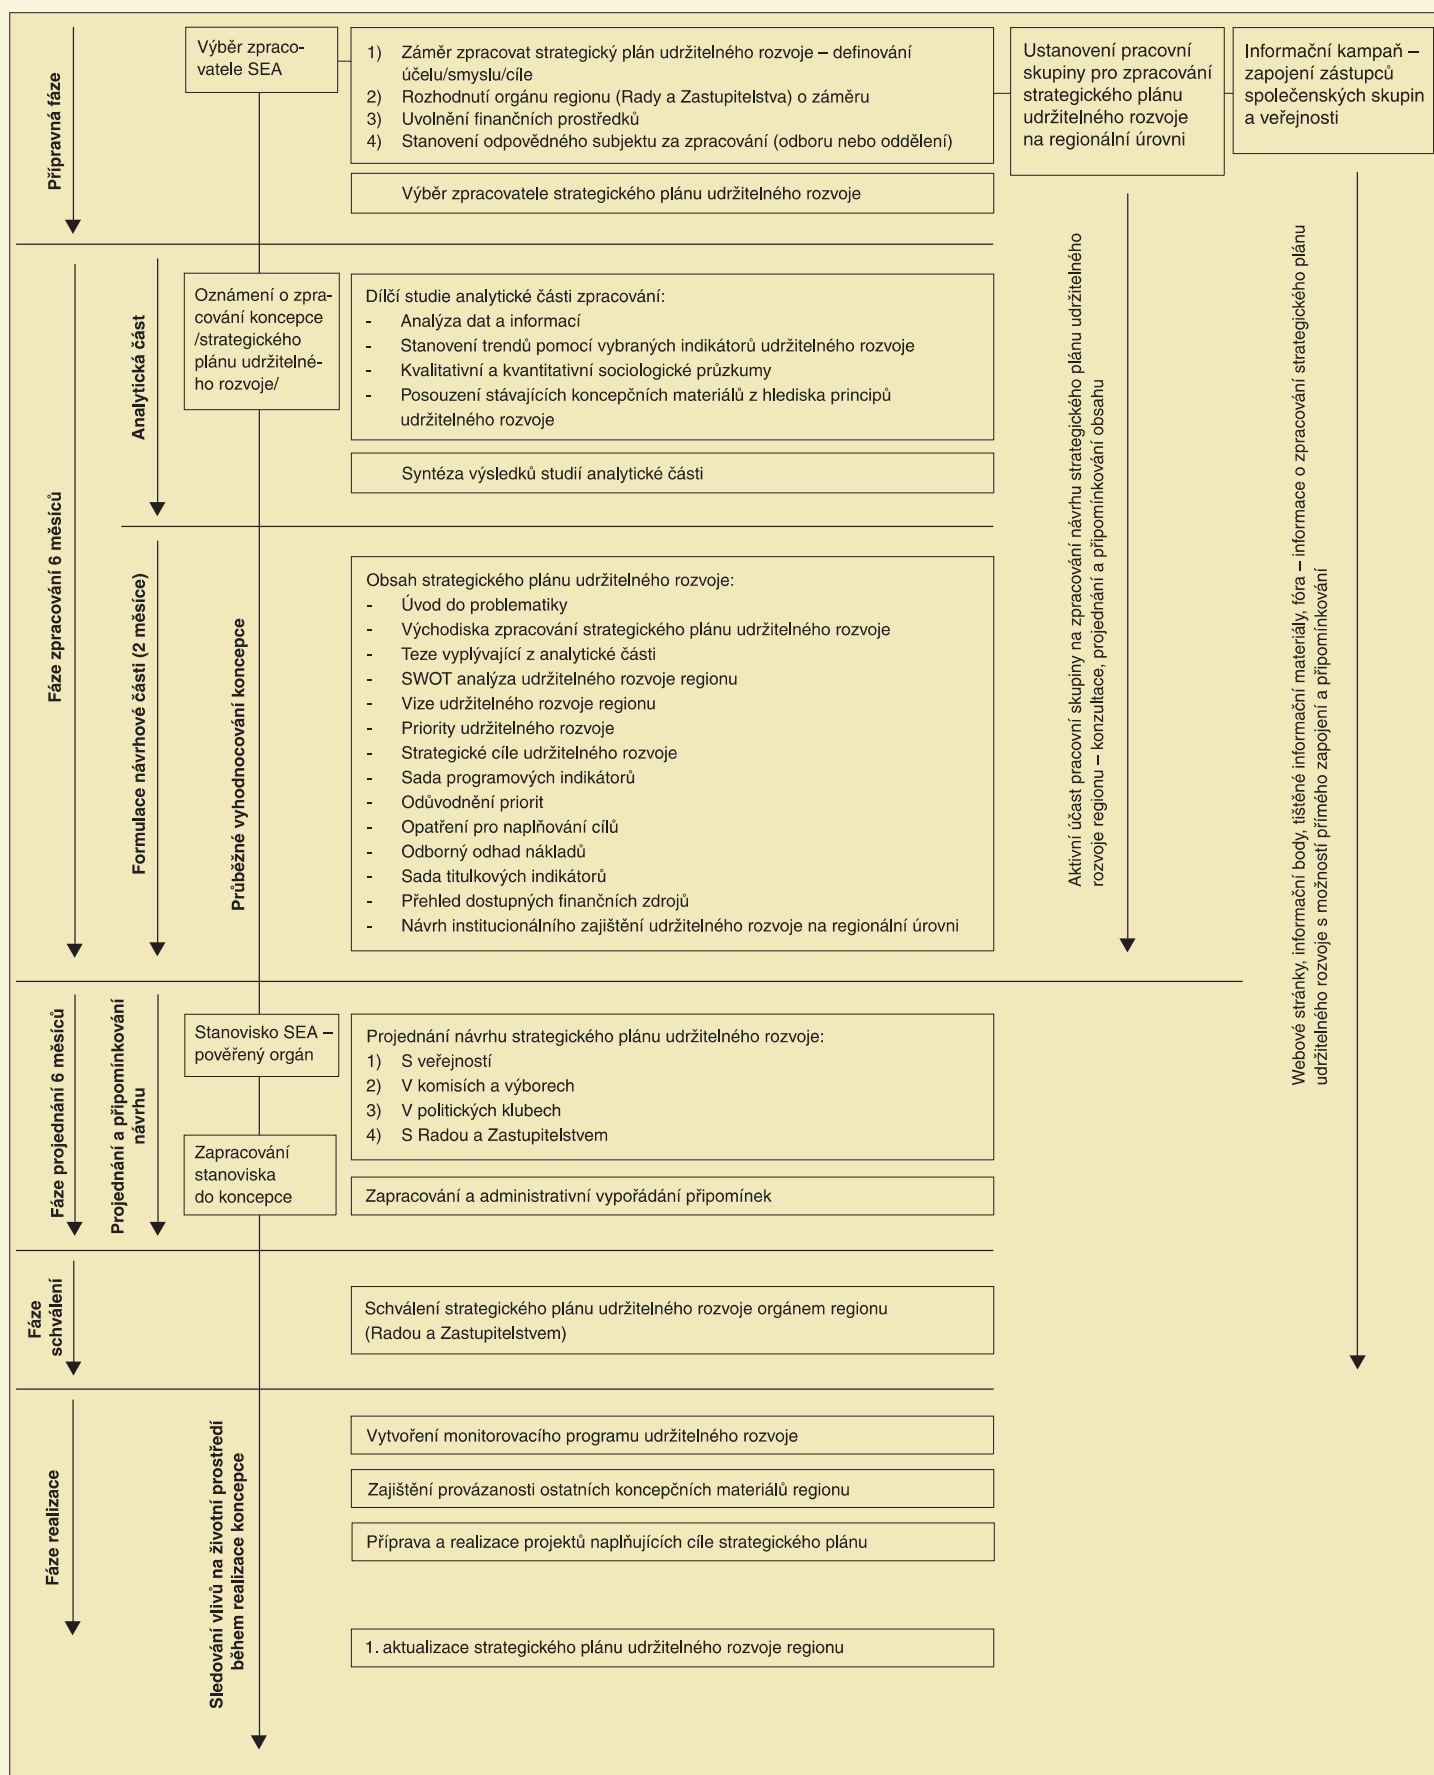 Přípravná fáze
Výběr zpraco-
vatele SEA
1) Záměr zpracovat strategický plán udržitelného rozvoje – definování
účelu/smyslu/cíle
2) Rozhodnutí orgánu regionu (Rady a Zastupitelstva) o záměru
3) Uvolnění finančních prostředků
4) Stanovení odpovědného subjektu za zpracování (odboru nebo oddělení)
Ustanovení pracovní
skupiny pro zpracování
strategického plánu
udržitelného rozvoje
na regionální úrovni
Informační kampaň –
zapojení zástupců
společenských skupin
a veřejnosti
Výběr zpracovatele strategického plánu udržitelného rozvoje
Fáze zpracování 6 měsíců
Analytická část
Oznámení o zpra-
cování koncepce
/strategického
plánu udržitelné-
ho rozvoje/
Dílčí studie analytické části zpracování:
- Analýza dat a informací
- Stanovení trendů pomocí vybraných indikátorů udržitelného rozvoje
- Kvalitativní a kvantitativní sociologické průzkumy
- Posouzení stávajících koncepčních materiálů z hlediska principů
udržitelného rozvoje
Syntéza výsledků studií analytické části
Formulace návrhové části (2 měsíce)
Průběžné vyhodnocování koncepce
Obsah strategického plánu udržitelného rozvoje:
- Úvod do problematiky
- Východiska zpracování strategického plánu udržitelného rozvoje
- Teze vyplývající z analytické části
- SWOT analýza udržitelného rozvoje regionu
- Vize udržitelného rozvoje regionu
- Priority udržitelného rozvoje
- Strategické cíle udržitelného rozvoje
- Sada programových indikátorů
- Odůvodnění priorit
- Opatření pro naplňování cílů
- Odborný odhad nákladů
- Sada titulkových indikátorů
- Přehled dostupných finančních zdrojů
- Návrh institucionálního zajištění udržitelného rozvoje na regionální úrovni
Aktivní účast pracovní skupiny na zpracování návrhu strategického plánu udržitelného
rozvoje regionu – konzultace, projednání a připomínkování obsahu
Webové stránky, informační body, tištěné informační materiály, fóra – informace o zpracování strategického plánu
udržitelného rozvoje s možností přímého zapojení a připomínkování
Fáze projednání 6 měsíců
Projednání a připomínkování
návrhu
Stanovisko SEA –
pověřený orgán
Projednání návrhu strategického plánu udržitelného rozvoje:
1) S veřejností
2) V komisích a výborech
3) V politických klubech
4) S Radou a Zastupitelstvem
Zapracování
stanoviska
do koncepce
Zapracování a administrativní vypořádání připomínek
Fáze
schválení
Schválení strategického plánu udržitelného rozvoje orgánem regionu
(Radou a Zastupitelstvem)
Fáze realizace
Sledování vlivů na životní prostředí
během realizace koncepce
Vytvoření monitorovacího programu udržitelného rozvoje
Zajištění provázanosti ostatních koncepčních materiálů regionu
Příprava a realizace projektů naplňujících cíle strategického plánu
1. aktualizace strategického plánu udržitelného rozvoje regionu